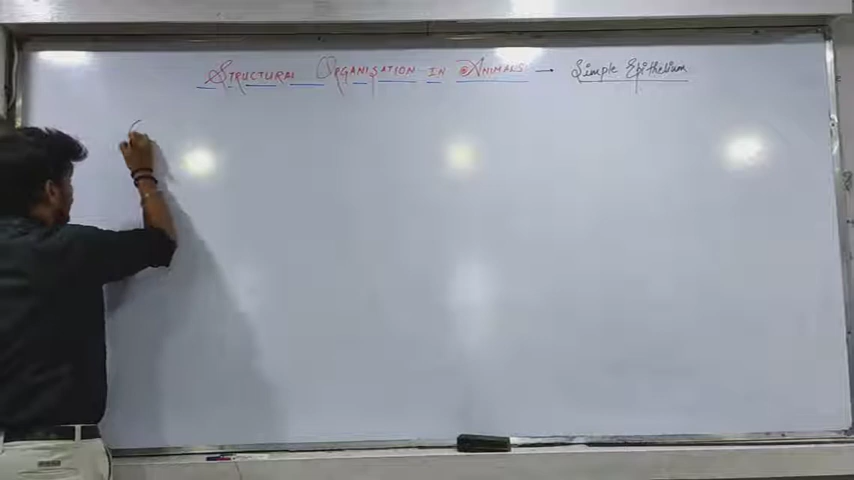 STRUCTURAL ORGANISATION IN ANIMALS → Simple Epithelium